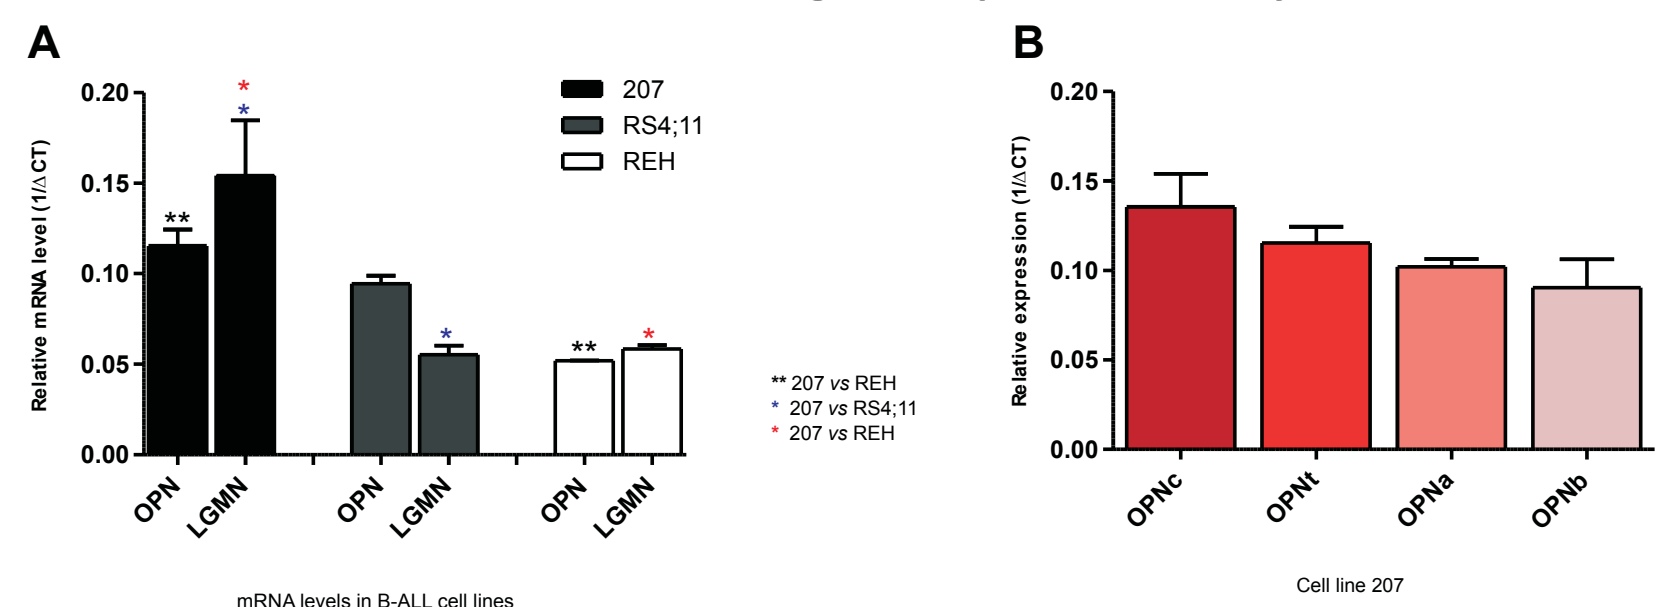 A
Relative mRNA level (1/ΔCT)
0.20
0.15
0.10
0.05
0.00
*
*
**
*
**
*
207
RS4;11
REH
OPN
LGMN
OPN
LGMN
OPN
LGMN
mRNA levels in B-ALL cell lines
** 207 vs REH
* 207 vs RS4;11
* 207 vs REH
B
Relative expression (1/ΔCT)
0.20
0.15
0.10
0.05
0.00
OPNc
OPNt
OPNa
OPNb
Cell line 207